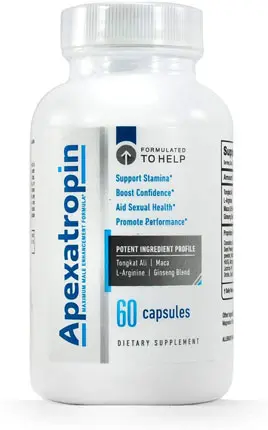 FORMULATED
TO HELP
Support Stamina*
Boost Confidence*
Aid Sexual Health*
Promote Performance*
POTENT INGREDIENT PROFILE
Tongkat Ali | Maca
L-Arginine | Ginseng Blend
60 capsules
DIETARY SUPPLEMENT
Apexatropin
MAXIMUM MALE ENHANCEMENT FORMULA*